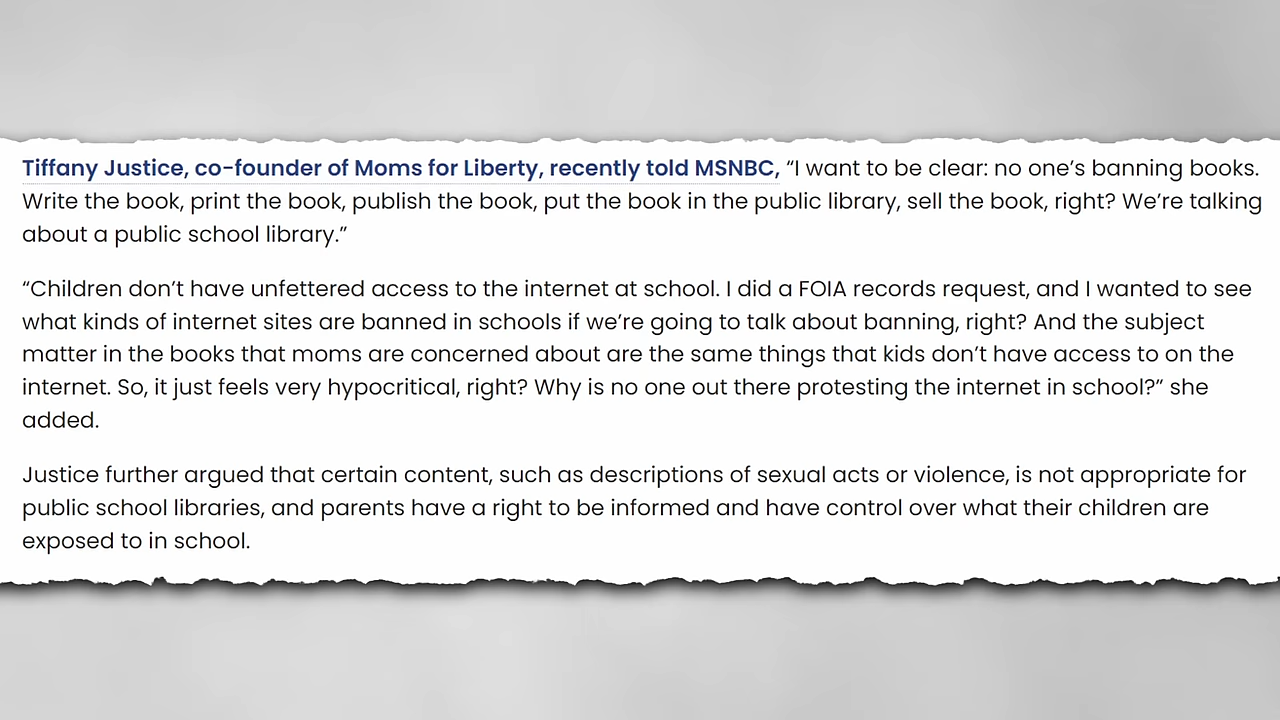 Tiffany Justice, co-founder of Moms for Liberty, recently told MSNBC, “I want to be clear: no one’s banning books.
Write the book, print the book, publish the book, put the book in the public library, sell the book, right? We’re talking
about a public school library.”
“Children don’t have unfettered access to the internet at school. I did a FOIA records request, and I wanted to see
what kinds of internet sites are banned in schools if we’re going to talk about banning, right? And the subject
matter in the books that moms are concerned about are the same things that kids don’t have access to on the
internet. So, it just feels very hypocritical, right? Why is no one out there protesting the internet in school?” she
added.
Justice further argued that certain content, such as descriptions of sexual acts or violence, is not appropriate for
public school libraries, and parents have a right to be informed and have control over what their children are
exposed to in school.